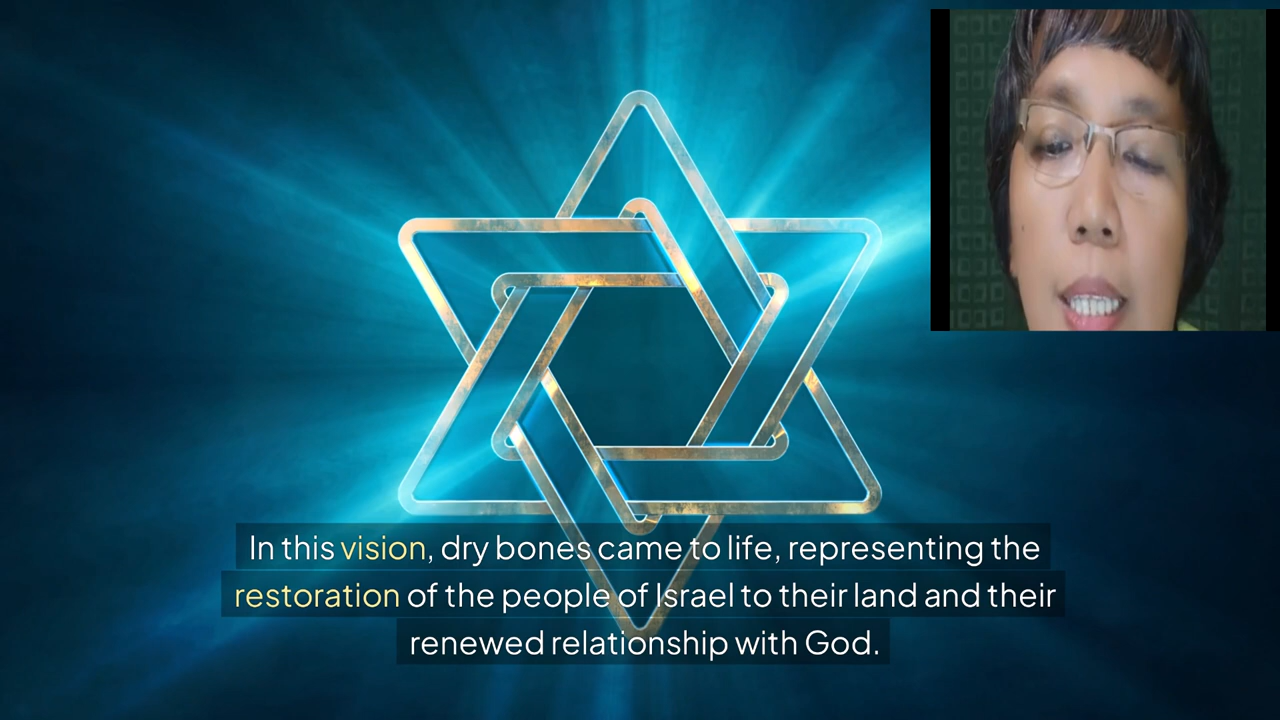 In this vision, dry bones came to life, representing the
restoration of the people of Israel to their land and their
renewed relationship with God.